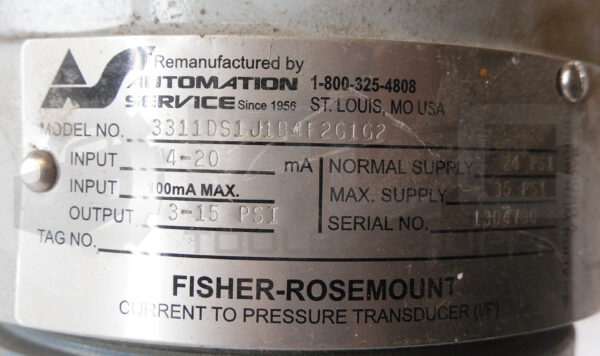 AS
Remanufactured by
AUTOMATION
SERVICE Since 1956
1-800-325-4808
ST. LOUIS, MO USA
MODEL NO. 3311DS1J1B4F2G1G2
INPUT 4-20 mA
INPUT 100mA MAX.
OUTPUT 3-15 PSI
TAG NO.
NORMAL SUPPLY 24 PSI
MAX. SUPPLY 35 PSI
SERIAL NO.
FISHER-ROSEMOUNT
CURRENT TO PRESSURE TRANSDUCER (I/F)